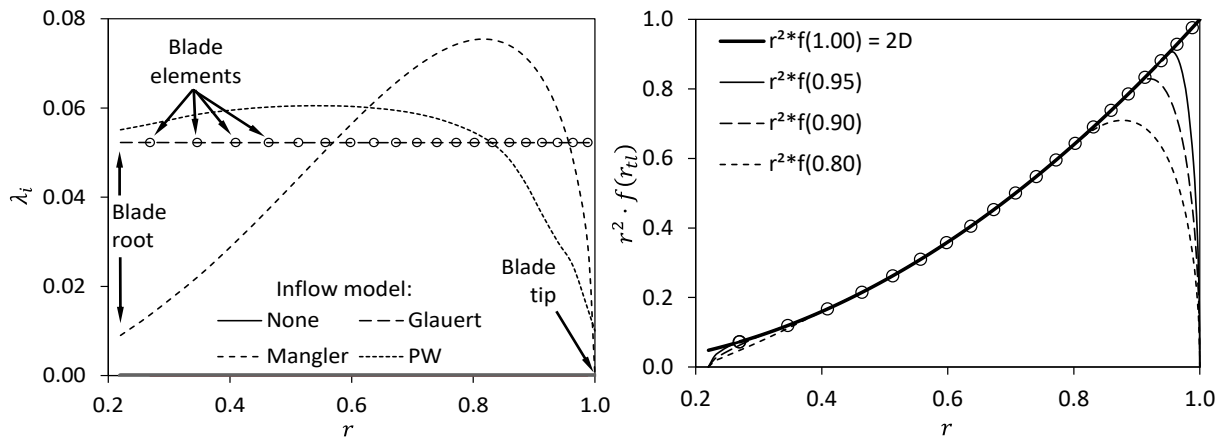 0.08
0.06
0.04
0.02
0.00
λᵢ
Blade
elements
Blade
root
Blade
tip
Inflow model:
None Glauert
Mangler PW
0.2 0.4 0.6 0.8 1.0
r
1.0
0.8
0.6
0.4
0.2
0.0
r² · f(r_tl)
r²*f(1.00) = 2D
r²*f(0.95)
r²*f(0.90)
r²*f(0.80)
0.2 0.4 0.6 0.8 1.0
r